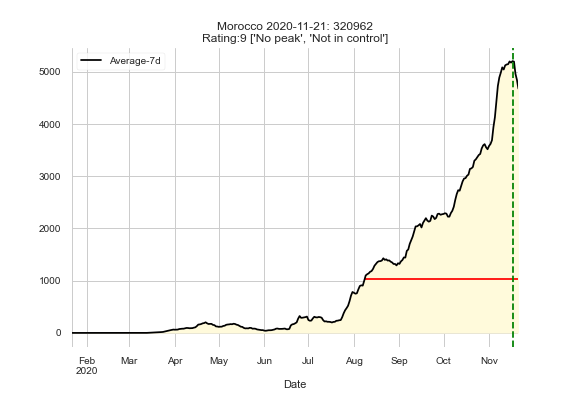 Morocco 2020-11-21: 320962
Rating:9 ['No peak', 'Not in control']
Average-7d
5000
4000
3000
2000
1000
0
Feb Mar Apr May Jun Jul Aug Sep Oct Nov
2020
Date